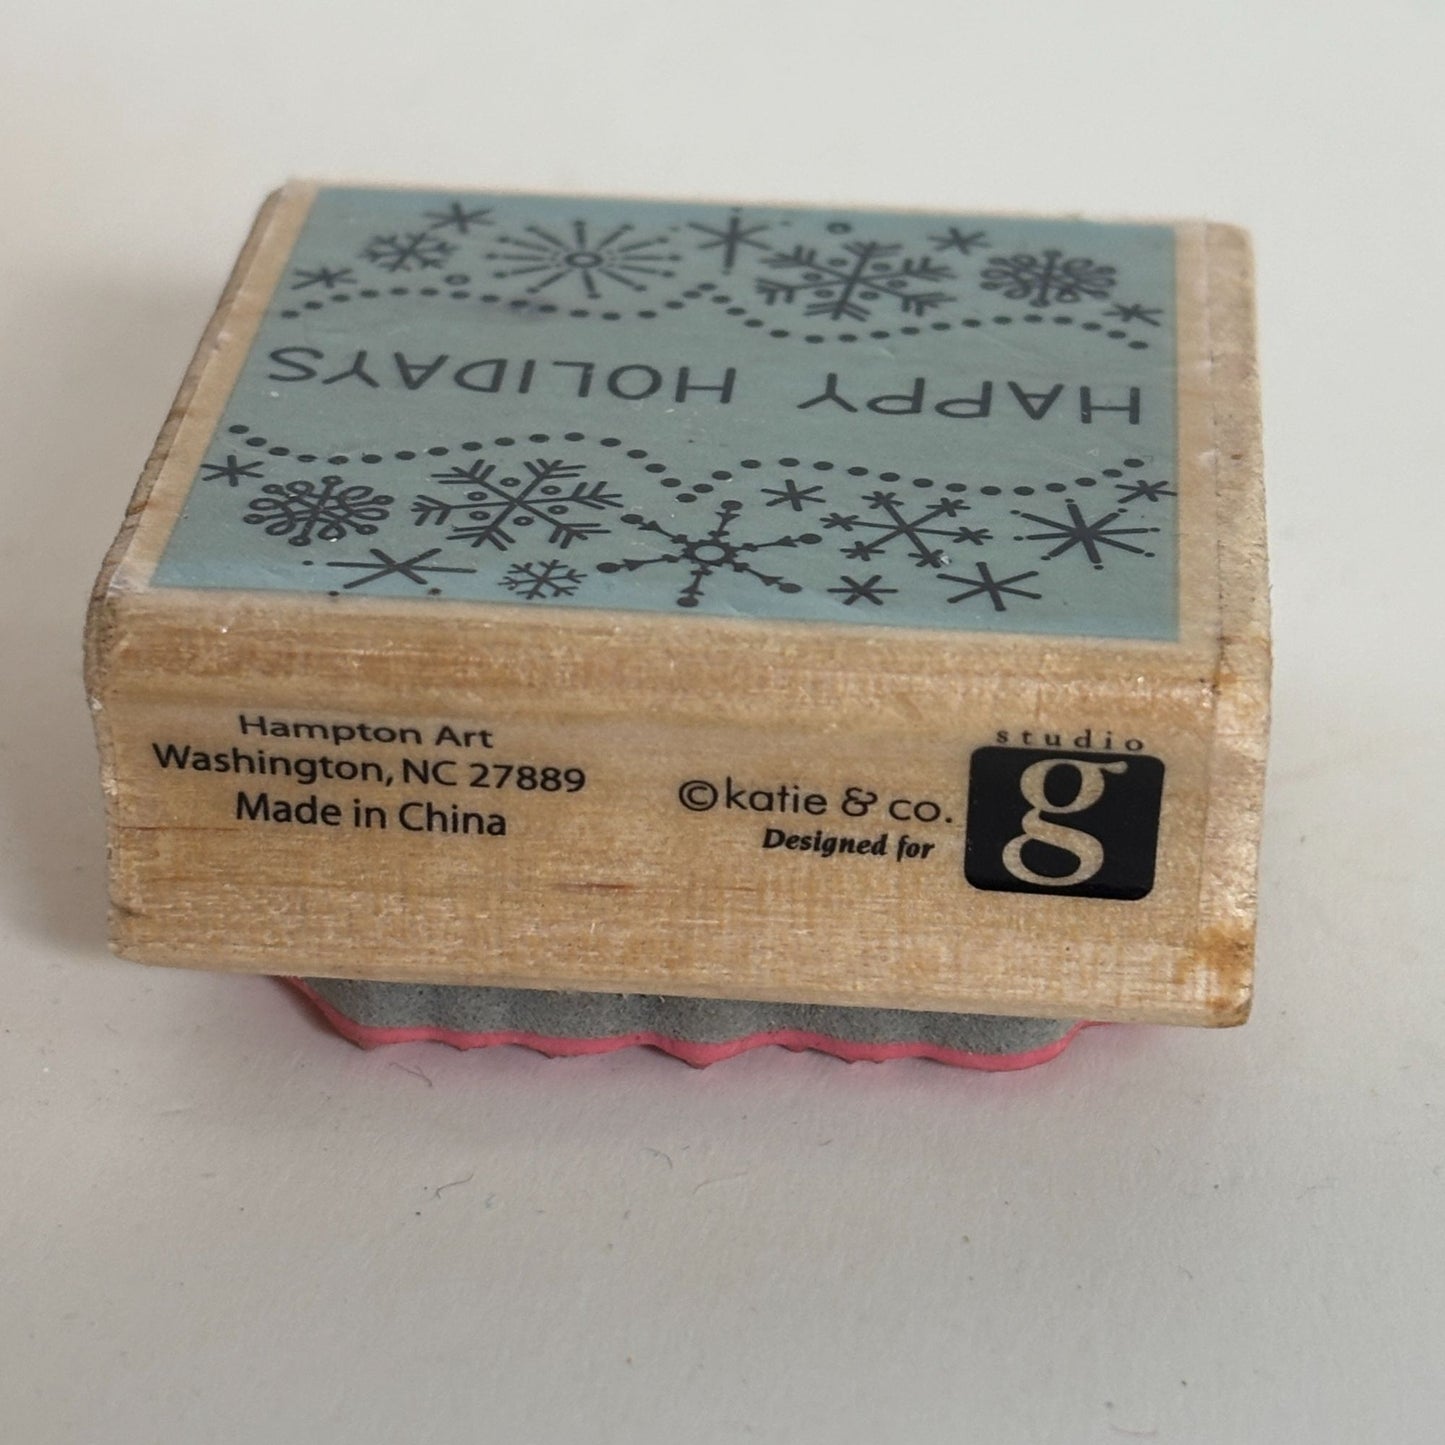 HAPPY HOLIDAYS
Hampton Art
Washington, NC 27889
Made in China
©katie & co.
Designed for
studio
g